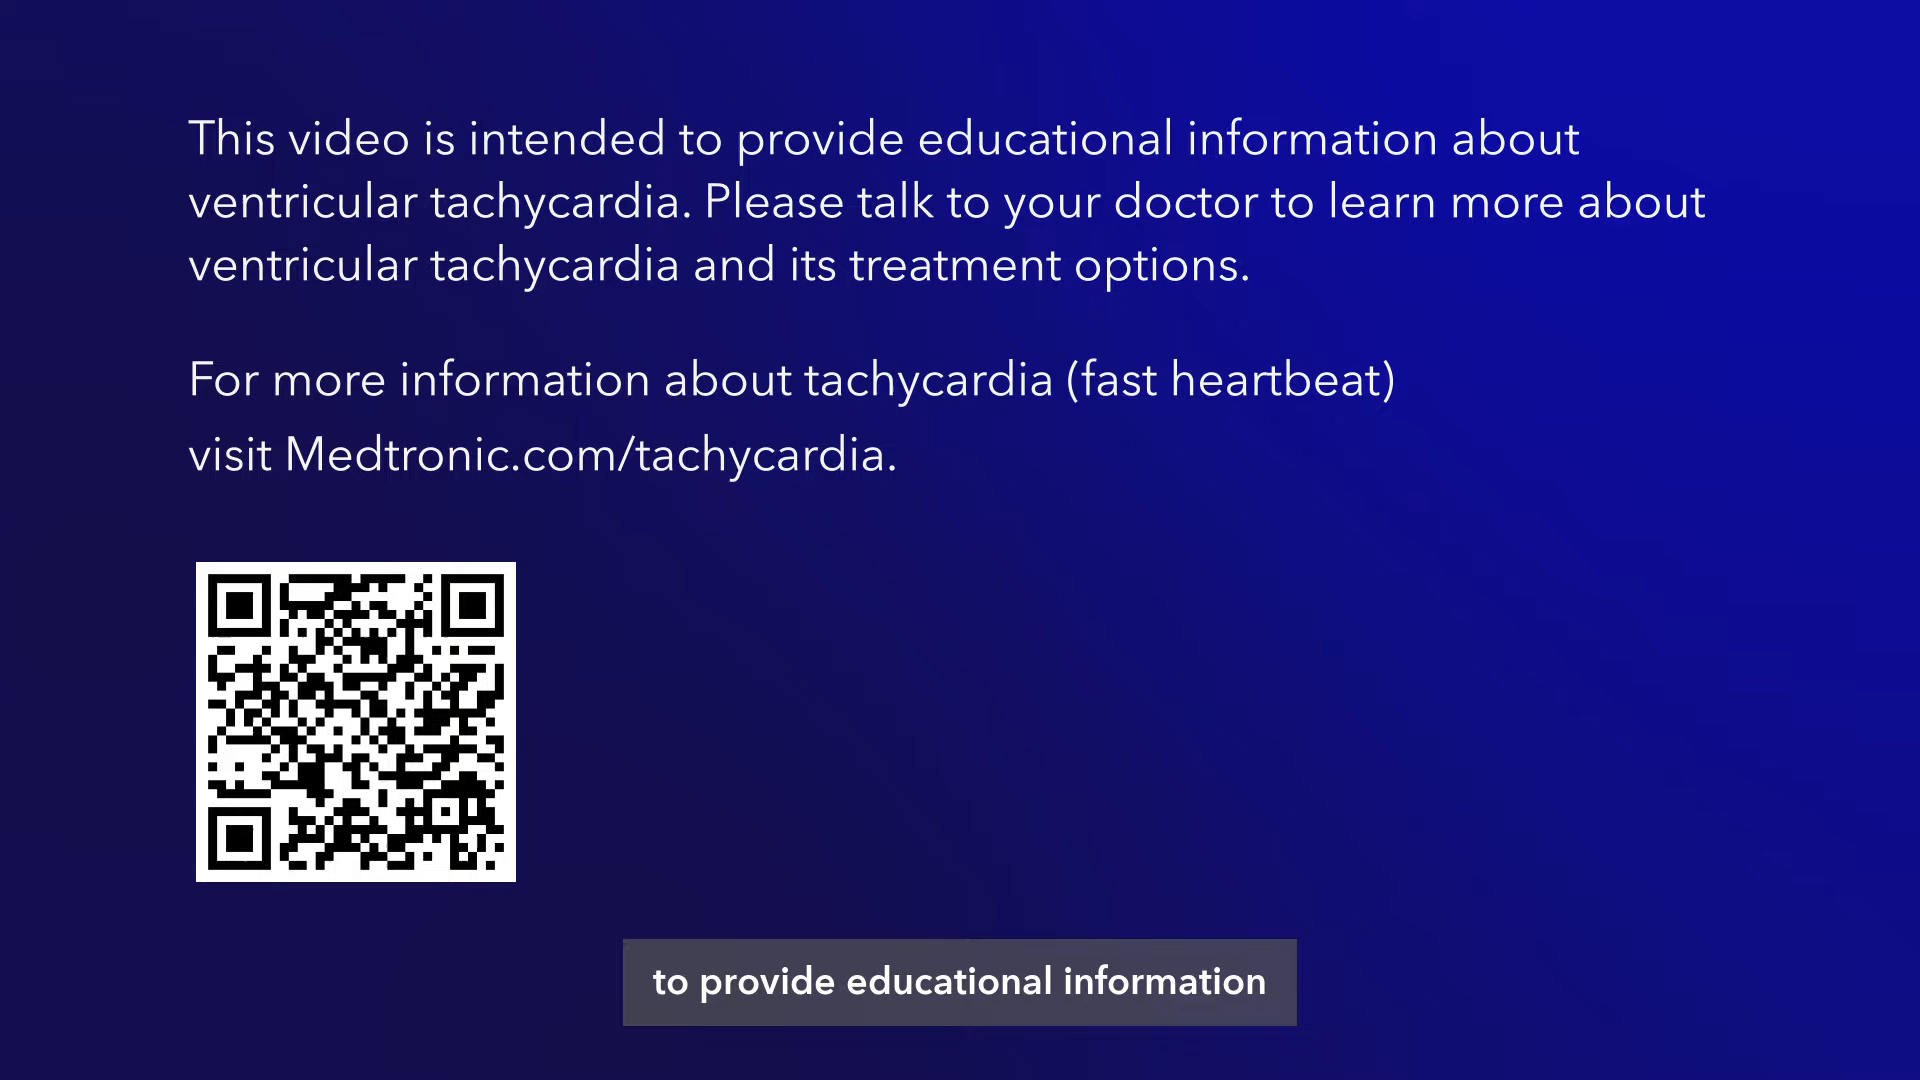 This video is intended to provide educational information about
ventricular tachycardia. Please talk to your doctor to learn more about
ventricular tachycardia and its treatment options.
For more information about tachycardia (fast heartbeat)
visit Medtronic.com/tachycardia.
to provide educational information